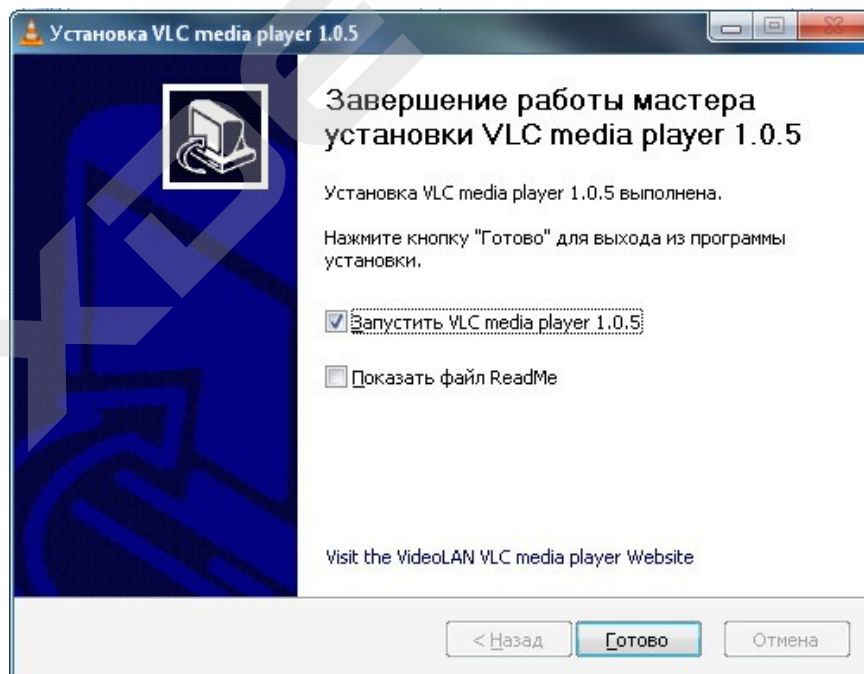 Установка VLC media player 1.0.5
Завершение работы мастера
установки VLC media player 1.0.5
Установка VLC media player 1.0.5 выполнена.
Нажмите кнопку "Готово" для выхода из программы
установки.
Запустить VLC media player 1.0.5
Показать файл ReadMe
Visit the VideoLAN VLC media player Website
< Назад Готово Отмена